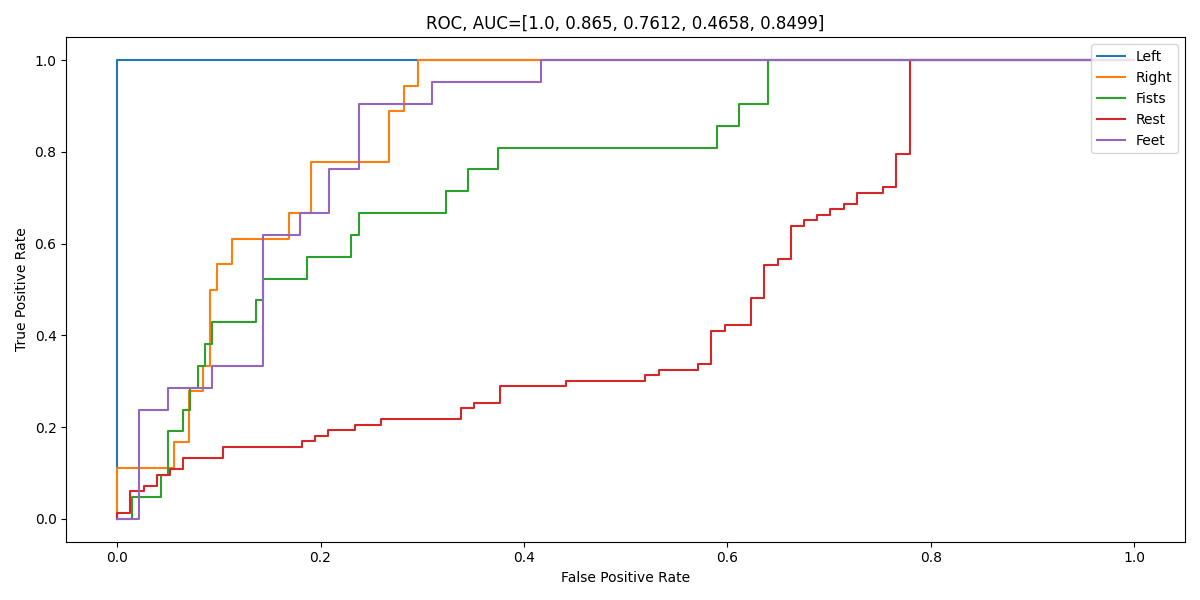 ROC, AUC=[1.0, 0.865, 0.7612, 0.4658, 0.8499]
Left
Right
Fists
Rest
Feet
True Positive Rate
1.0
0.8
0.6
0.4
0.2
0.0
0.0 0.2 0.4 0.6 0.8 1.0
False Positive Rate